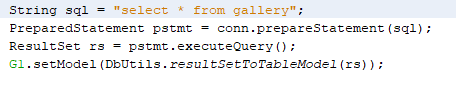 String sql = "select * from gallery";
PreparedStatement pstmt = conn.prepareStatement(sql);
ResultSet rs = pstmt.executeQuery();
G1.setModel(DbUtils.resultSetToTableModel(rs));